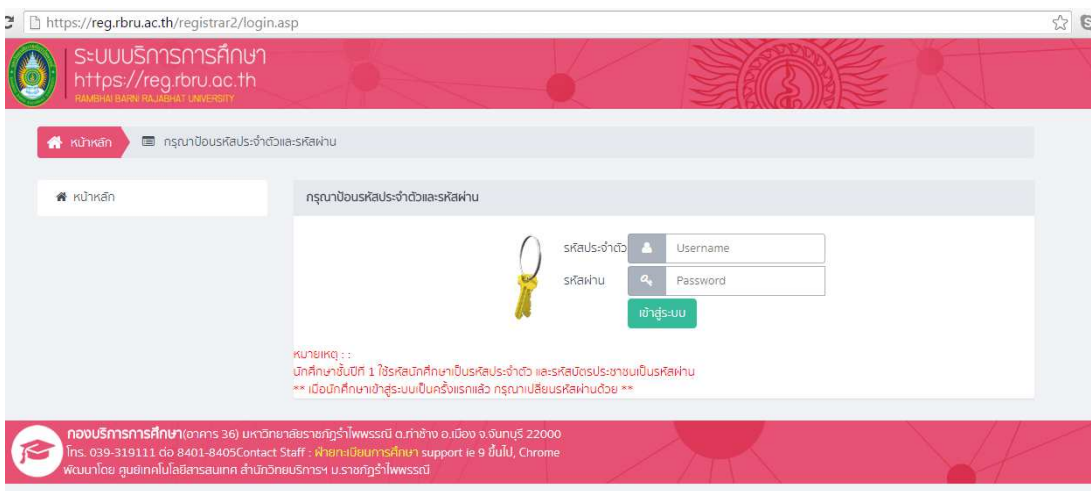 https://reg.rbru.ac.th/registrar2/login.asp
ระบบบริการการศึกษา
https://reg.rbru.ac.th
RAMBHAI BARNI RAJABHAT UNIVERSITY
หน้าหลัก กรุณาป้อนรหัสประจำตัวและรหัสผ่าน
หน้าหลัก
กรุณาป้อนรหัสประจำตัวและรหัสผ่าน
รหัสประจำตัว Username
รหัสผ่าน Password
เข้าสู่ระบบ
หมายเหตุ : :
นักศึกษาชั้นปีที่ 1 ใช้รหัสนักศึกษาเป็นรหัสประจำตัว และรหัสบัตรประชาชนเป็นรหัสผ่าน
** เมื่อนักศึกษาเข้าสู่ระบบเป็นครั้งแรกแล้ว กรุณาเปลี่ยนรหัสผ่านด้วย **
กองบริการการศึกษา(อาคาร 36) มหาวิทยาลัยราชภัฏรำไพพรรณี ต.ท่าช้าง อ.เมือง จ.จันทบุรี 22000
โทร. 039-319111 ต่อ 8401-8405Contact Staff : ฝ่ายทะเบียนการศึกษา support ie 9 ขึ้นไป, Chrome
พัฒนาโดย ศูนย์เทคโนโลยีสารสนเทศ สำนักวิทยบริการฯ ม.ราชภัฏรำไพพรรณี